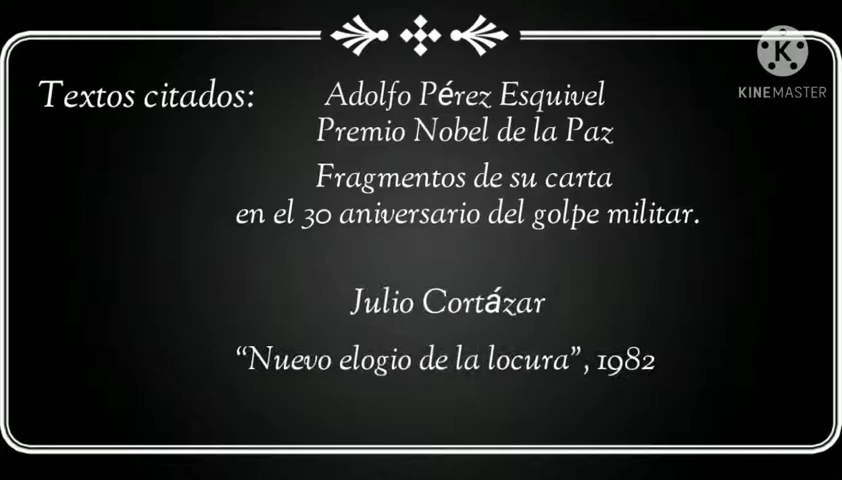 Textos citados:
Adolfo Pérez Esquivel
Premio Nobel de la Paz
Fragmentos de su carta
en el 30 aniversario del golpe militar.
Julio Cortázar
“Nuevo elogio de la locura”, 1982
K
KINEMASTER